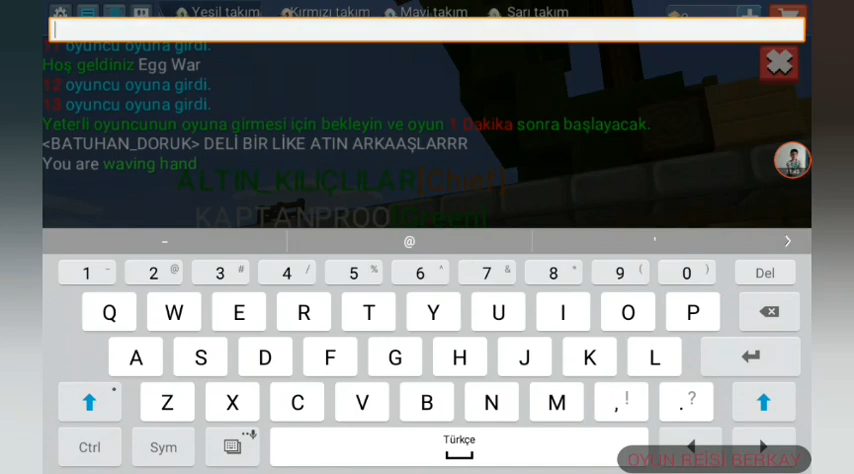 Yeşil takım Kırmızı takım Mavi takım Sarı takım
11 oyuncu oyuna girdi.
Hoş geldiniz Egg War
12 oyuncu oyuna girdi.
13 oyuncu oyuna girdi.
Yeterli oyuncunun oyuna girmesi için bekleyin ve oyun 1 Dakika sonra başlayacak.
<BATUHAN_DORUK> DELİ BİR LİKE ATIN ARKAAŞLARRR
You are waving hand
ALTIN_KILIÇLILAR[Chief]
KAPTANPROO[Green]
- @ '
1 - 2 @ 3 # 4 / 5 % 6 ^ 7 & 8 * 9 ( 0 ) Del
Q W E R T Y U I O P
A S D F G H J K L
Z X C V B N M , ! . ?
Ctrl Sym Türkçe
OYUN REİSİ BERKAY